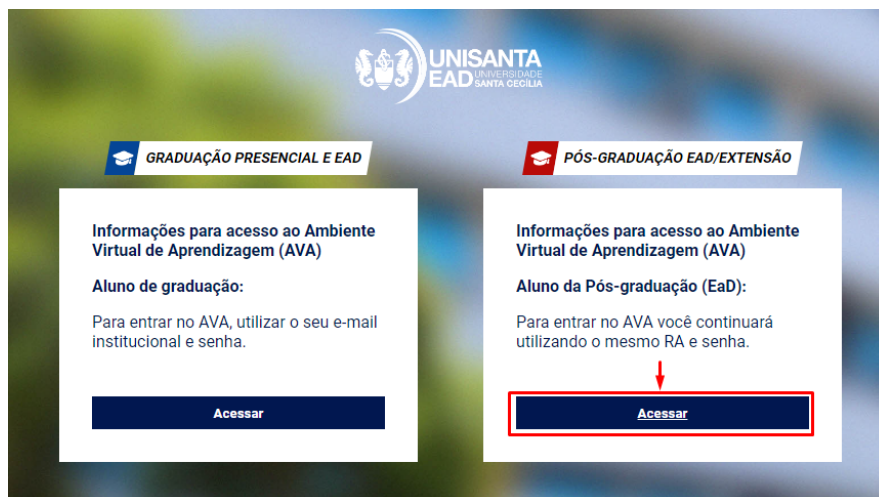 UNISANTA
EAD UNIVERSIDADE
SANTA CECÍLIA
GRADUAÇÃO PRESENCIAL E EAD
Informações para acesso ao Ambiente
Virtual de Aprendizagem (AVA)
Aluno de graduação:
Para entrar no AVA, utilizar o seu e-mail
institucional e senha.
Acessar
PÓS-GRADUAÇÃO EAD/EXTENSÃO
Informações para acesso ao Ambiente
Virtual de Aprendizagem (AVA)
Aluno da Pós-graduação (EaD):
Para entrar no AVA você continuará
utilizando o mesmo RA e senha.
Acessar